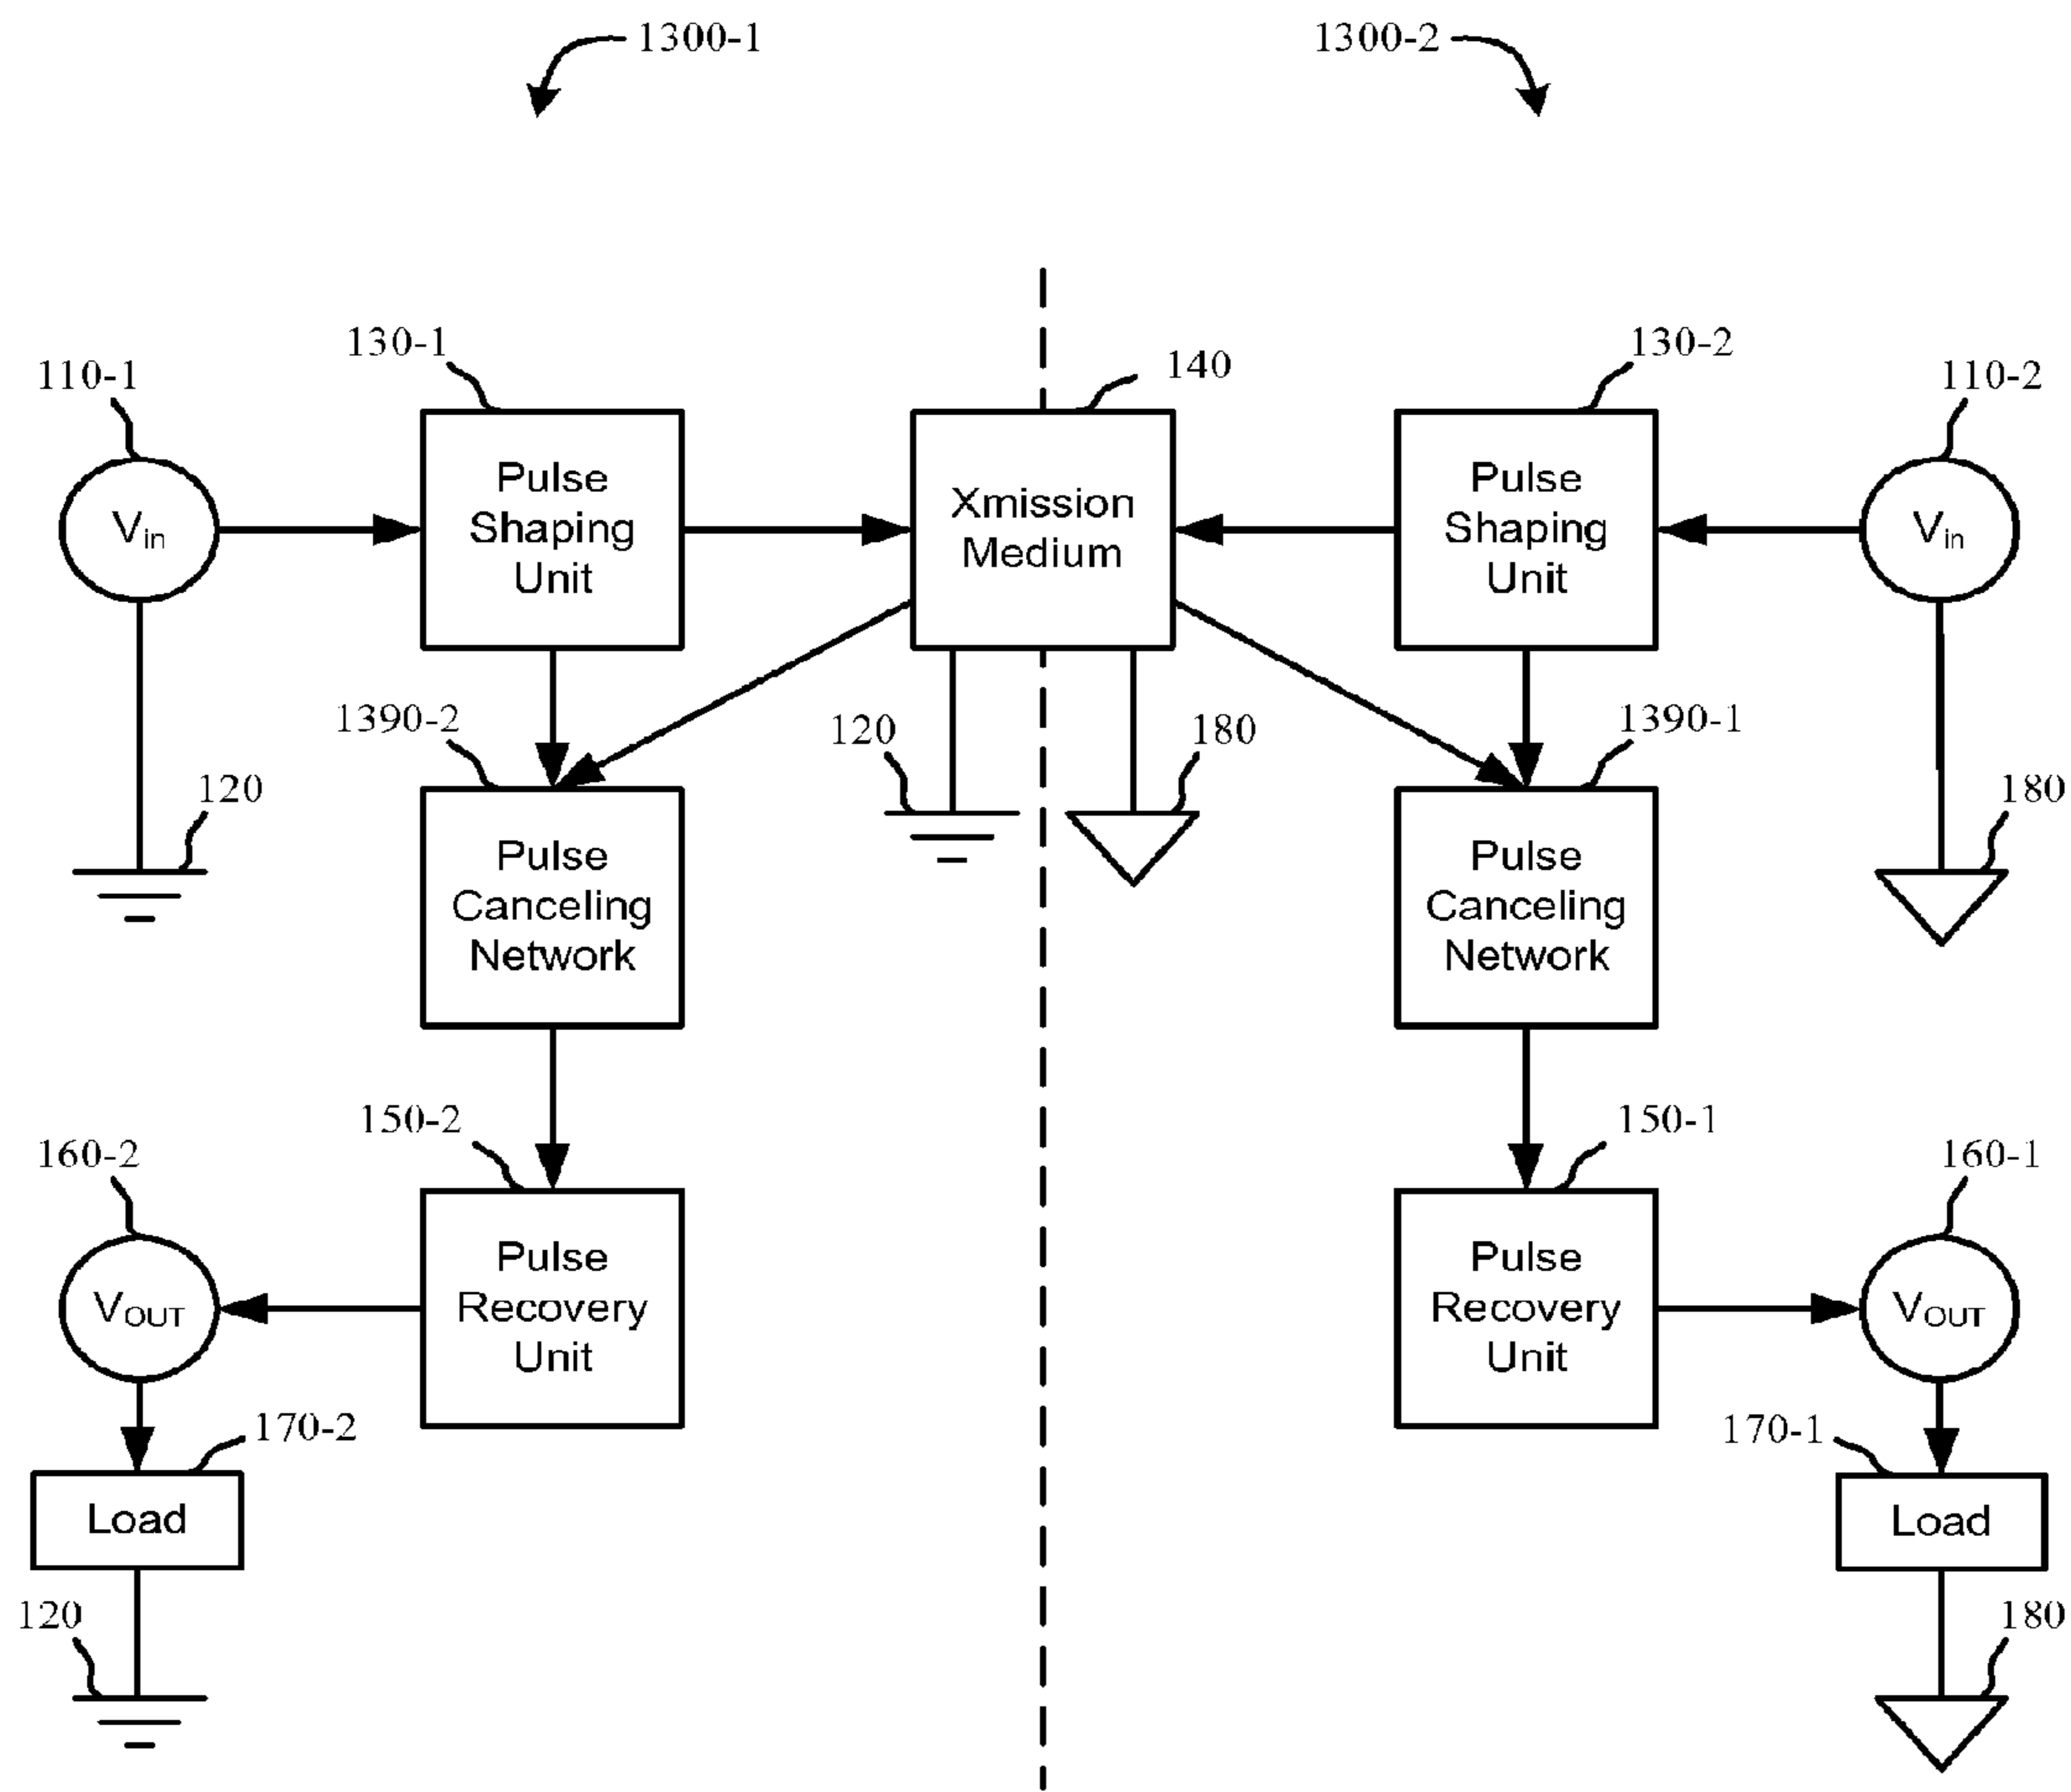 1300-1
1300-2
130-1
140
130-2
110-1
110-2
Vin
Pulse
Shaping
Unit
Xmission
Medium
Pulse
Shaping
Unit
Vin
1390-2
120
180
1390-1
120
180
Pulse
Canceling
Network
Pulse
Canceling
Network
150-2
150-1
160-2
160-1
VOUT
Pulse
Recovery
Unit
Pulse
Recovery
Unit
VOUT
170-2
170-1
Load
Load
120
180